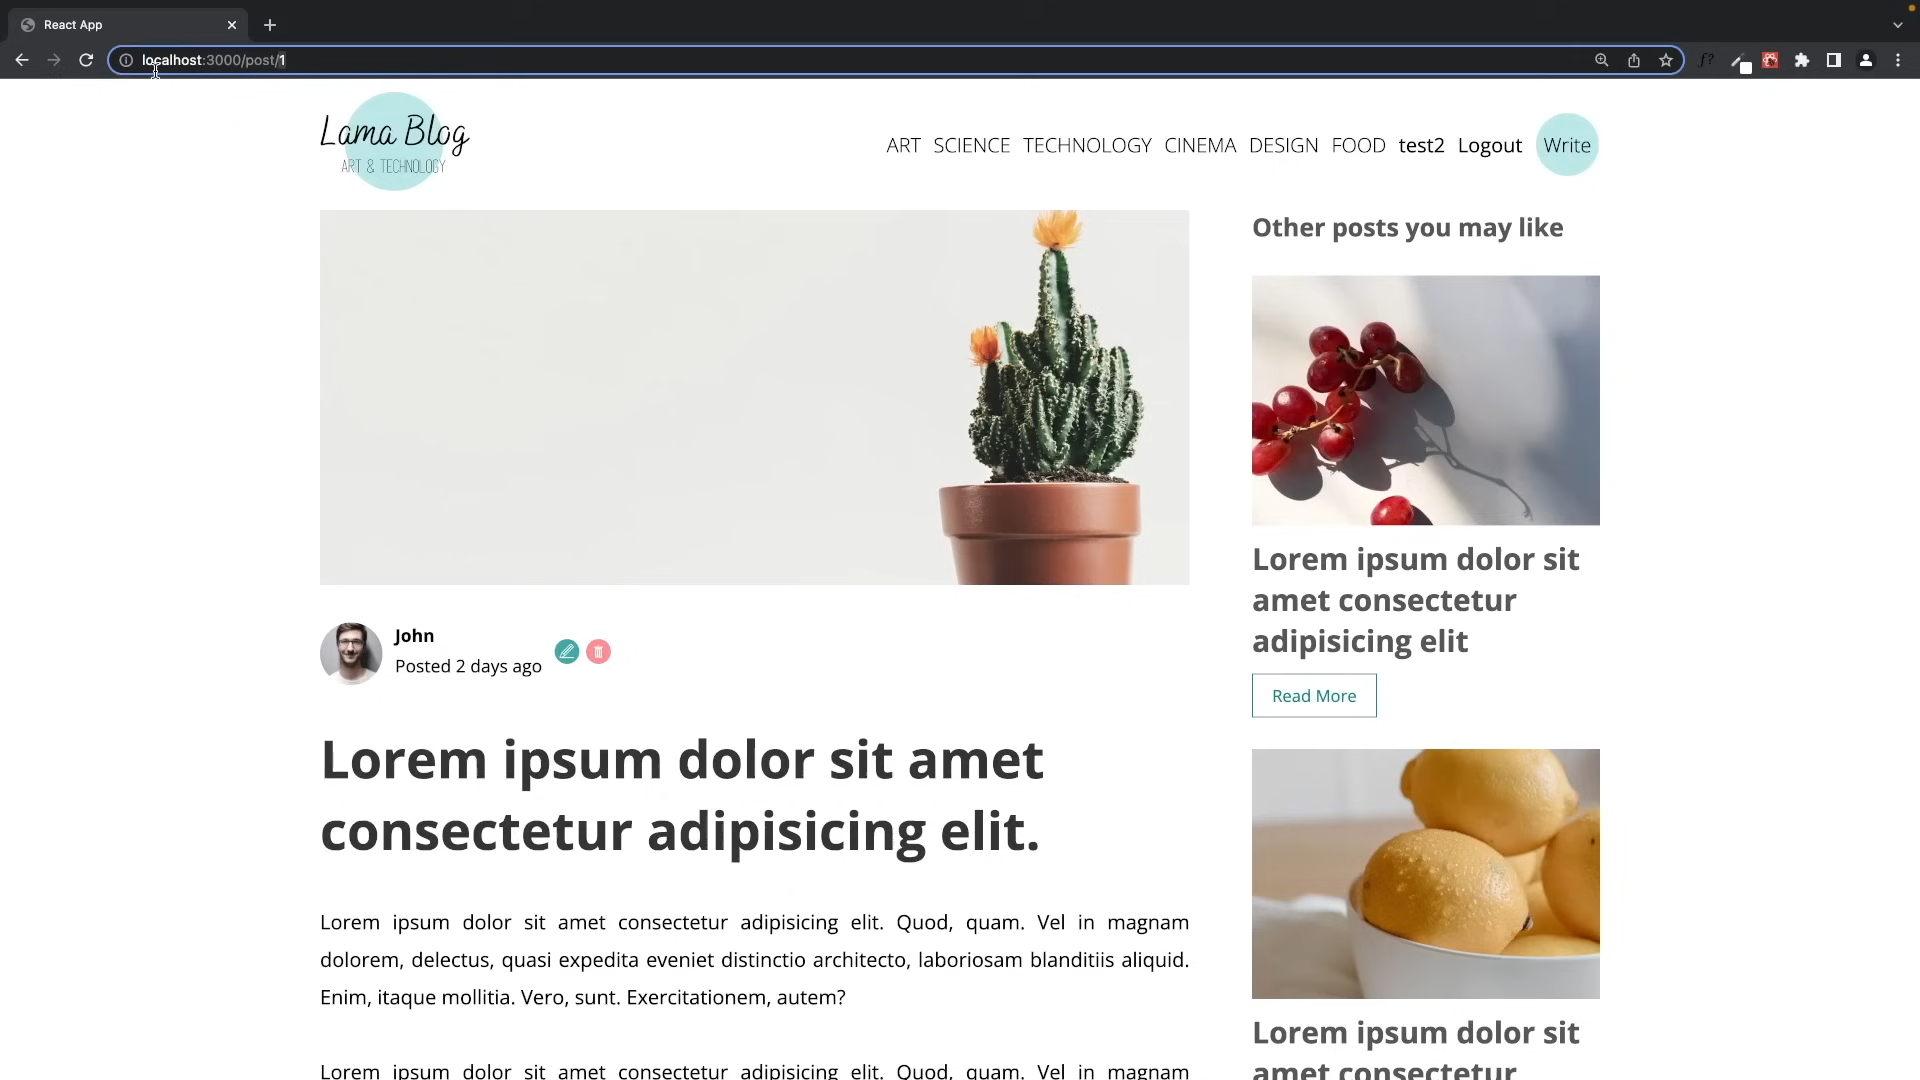 React App
localhost:3000/post/1
f?
Lama Blog
ART & TECHNOLOGY
ART SCIENCE TECHNOLOGY CINEMA DESIGN FOOD test2 Logout Write
John
Posted 2 days ago
Lorem ipsum dolor sit amet
consectetur adipisicing elit.
Lorem ipsum dolor sit amet consectetur adipisicing elit. Quod, quam. Vel in magnam
dolorem, delectus, quasi expedita eveniet distinctio architecto, laboriosam blanditiis aliquid.
Enim, itaque mollitia. Vero, sunt. Exercitationem, autem?
Lorem ipsum dolor sit amet consectetur adipisicing elit. Quod, quam. Vel in magnam
Other posts you may like
Lorem ipsum dolor sit
amet consectetur
adipisicing elit
Read More
Lorem ipsum dolor sit
amet consectetur